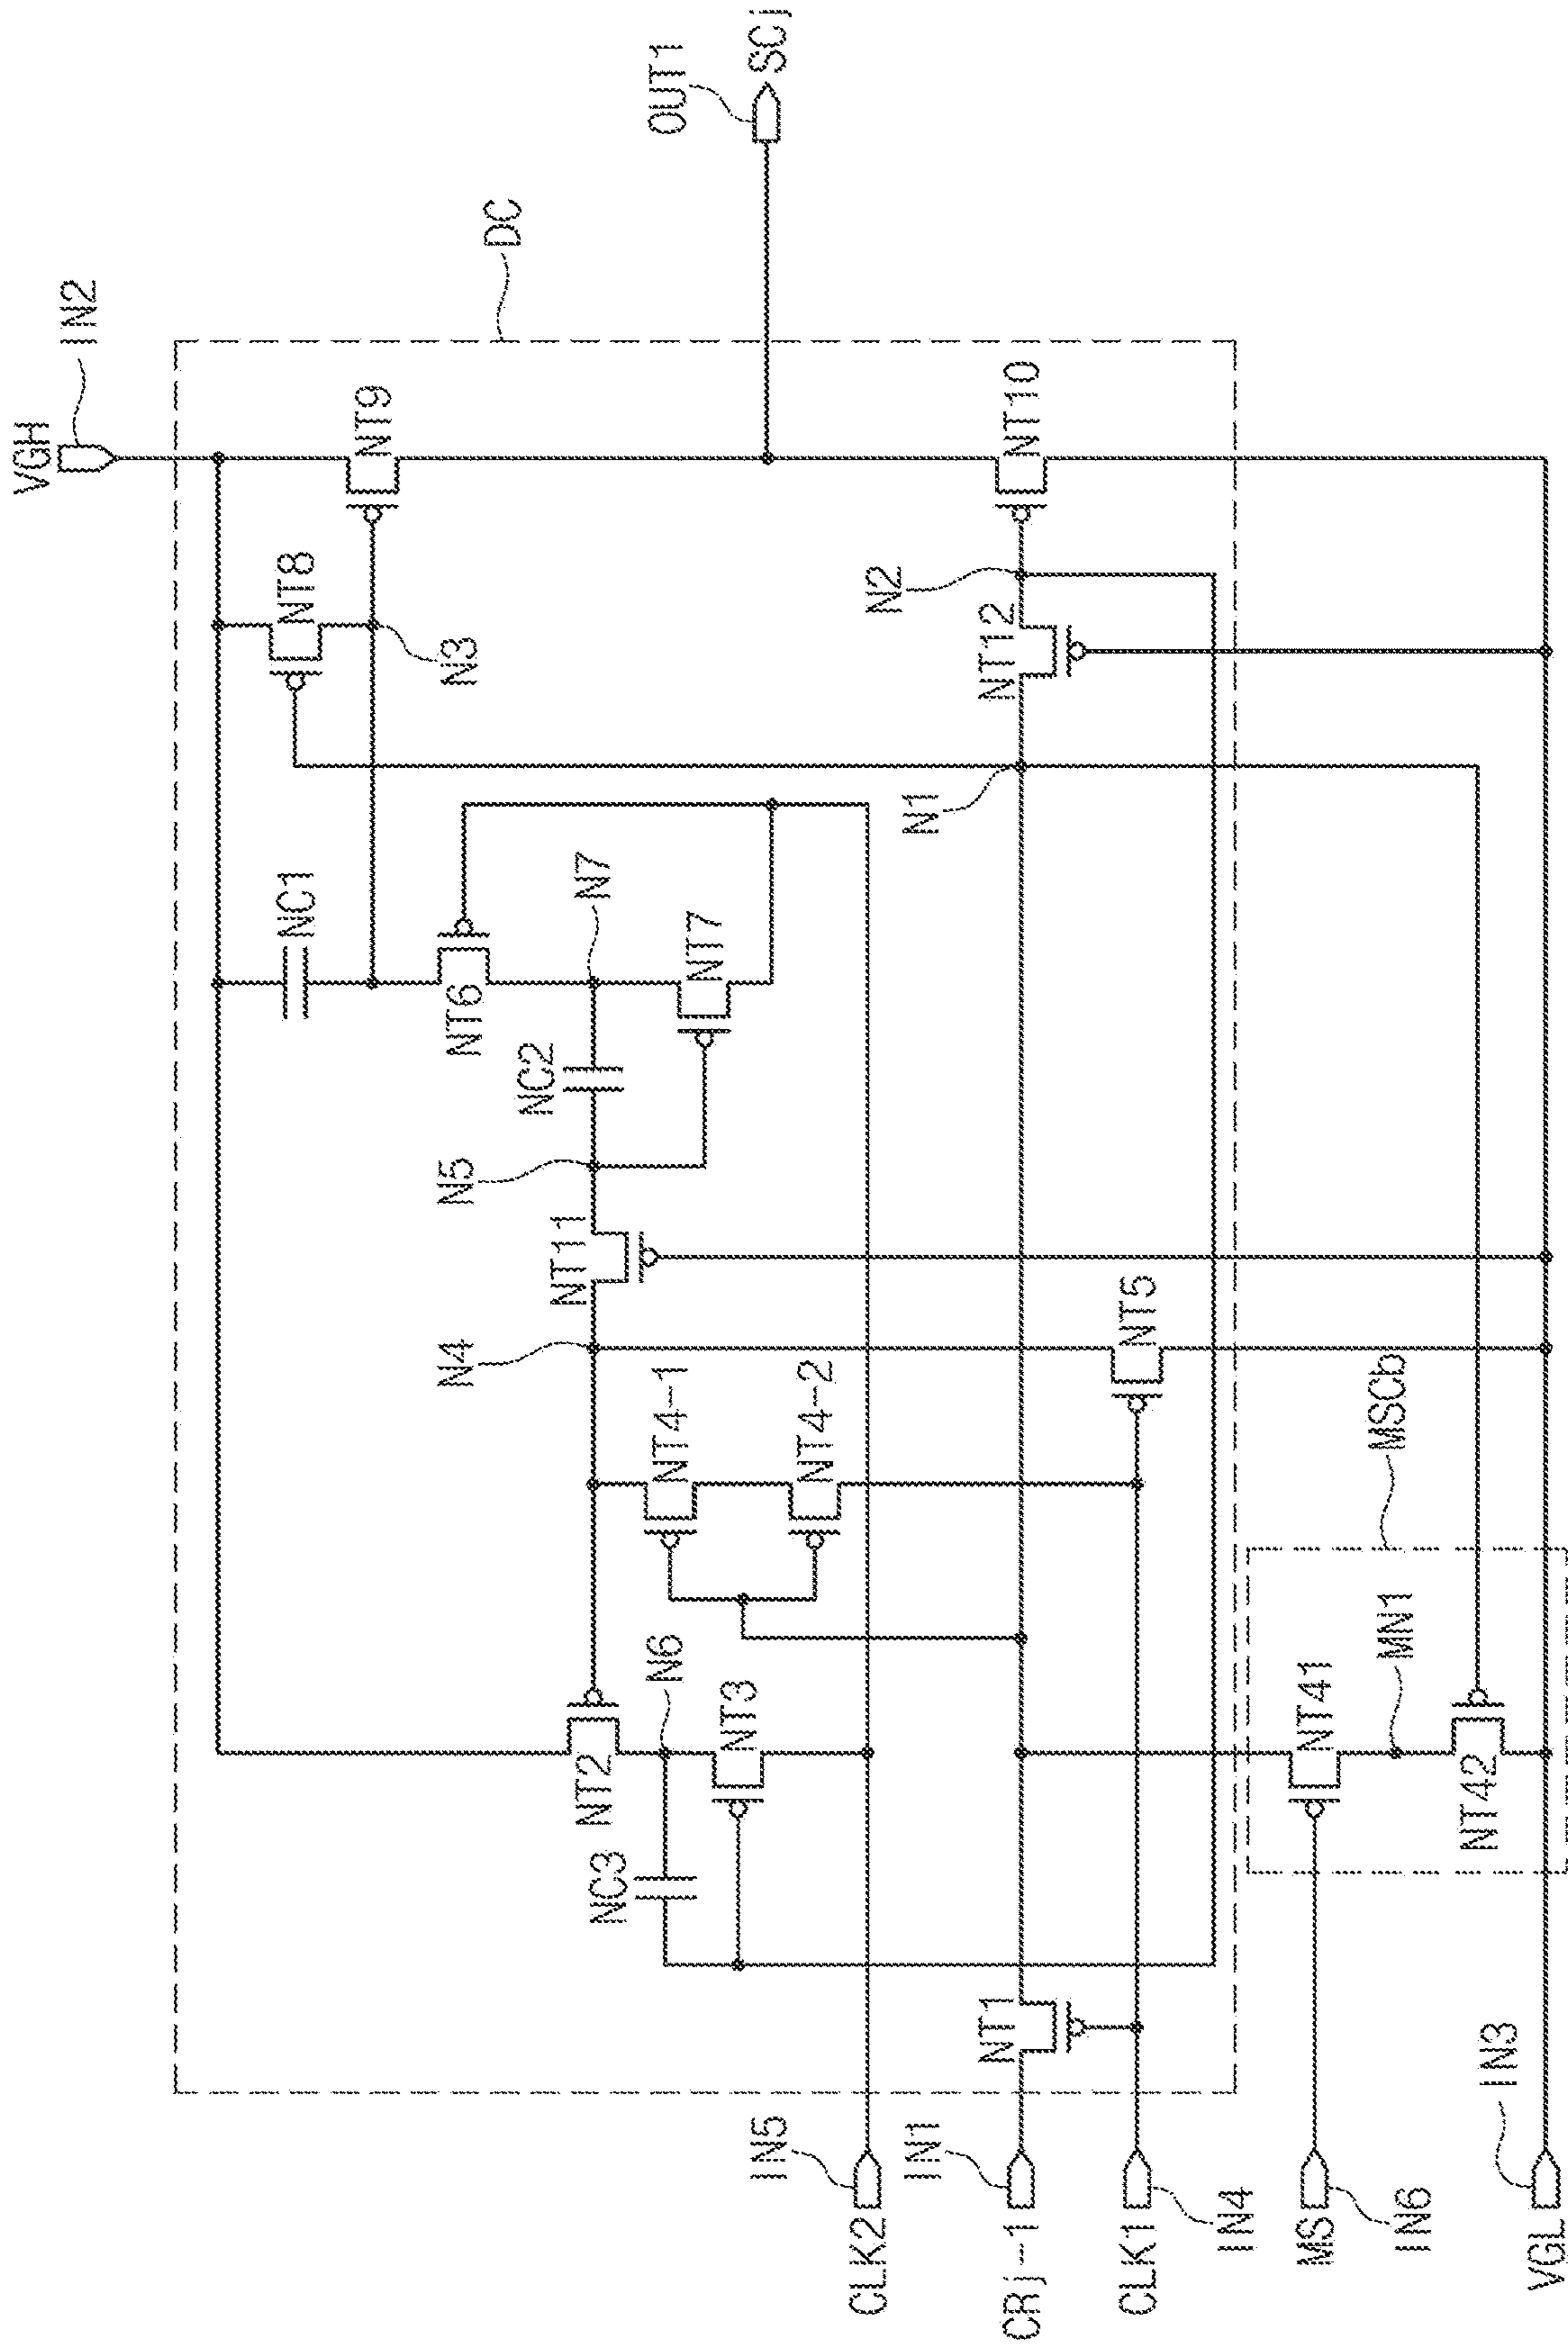 VGH
IN2
OUT1
SCj
DC
NT9
NT8
N3
NC1
NT6
N7
NT7
NC2
N5
NT11
N4
NT4-1
NT4-2
NT2
N6
NT3
NC3
N2
NT10
NT12
N1
NT5
NT1
MSCb
NT41
MN1
NT42
IN5
CLK2
IN1
CRj-1
CLK1
IN4
MS
IN6
IN3
VGL